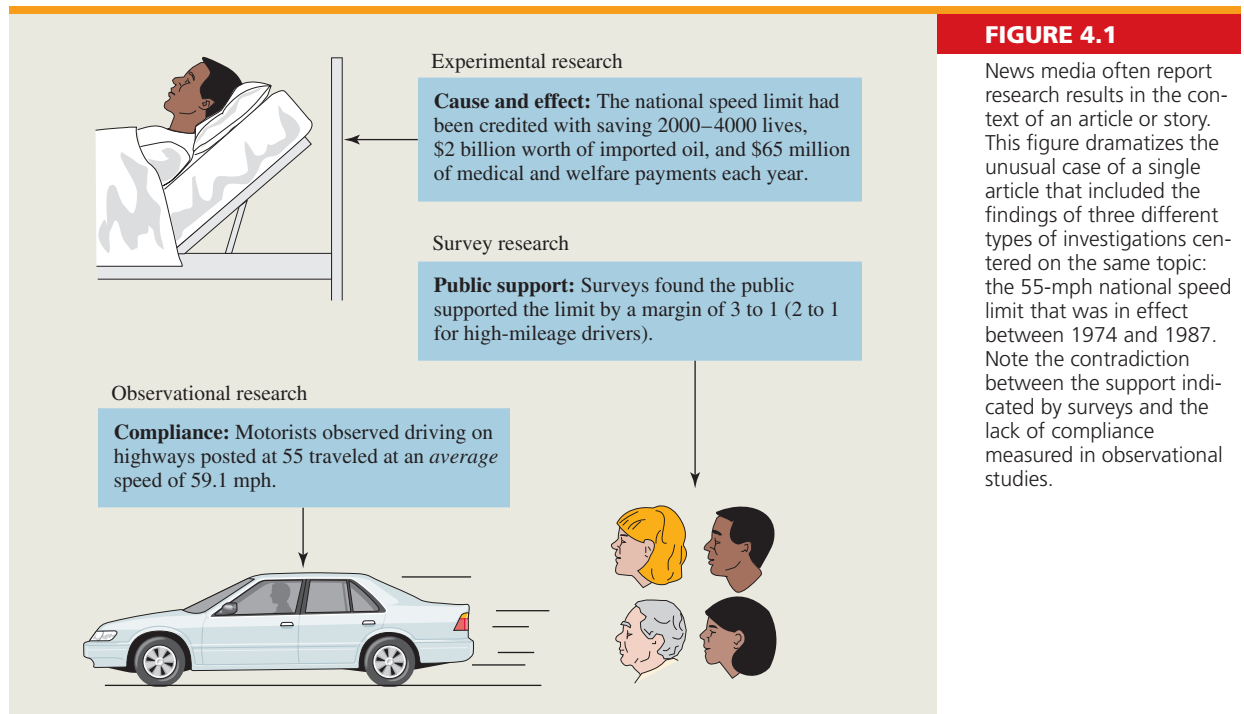 Experimental research
Cause and effect: The national speed limit had
been credited with saving 2000–4000 lives,
$2 billion worth of imported oil, and $65 million
of medical and welfare payments each year.
Survey research
Public support: Surveys found the public
supported the limit by a margin of 3 to 1 (2 to 1
for high-mileage drivers).
Observational research
Compliance: Motorists observed driving on
highways posted at 55 traveled at an average
speed of 59.1 mph.
FIGURE 4.1
News media often report
research results in the con-
text of an article or story.
This figure dramatizes the
unusual case of a single
article that included the
findings of three different
types of investigations cen-
tered on the same topic:
the 55-mph national speed
limit that was in effect
between 1974 and 1987.
Note the contradiction
between the support indi-
cated by surveys and the
lack of compliance
measured in observational
studies.